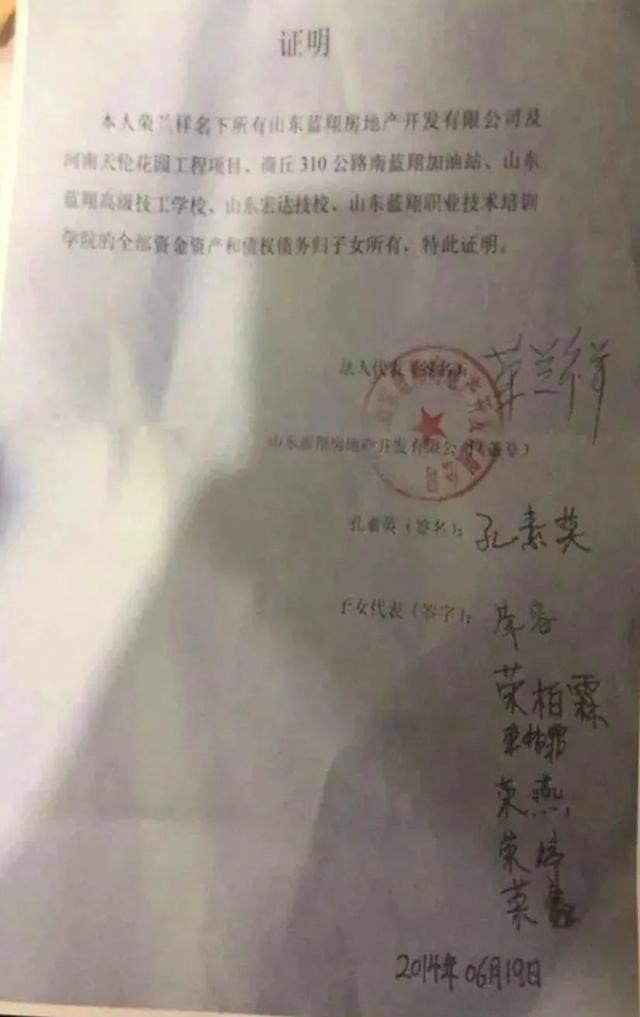 证明
本人荣兰祥名下所有山东蓝翔房地产开发有限公司及
河南天伦花园工程项目、商丘310公路南蓝翔加油站、山东
蓝翔高级技工学校、山东宏达技校、山东蓝翔职业技术培训
学院的全部资金资产和债权债务归子女所有，特此证明。
法人代表（签名）：荣兰祥
山东蓝翔房地产开发有限公司（盖章）
孔素英（签名）：孔素英
子女代表（签字）：
荣柏霖
荣燕
荣婷
荣
2014年06月19日